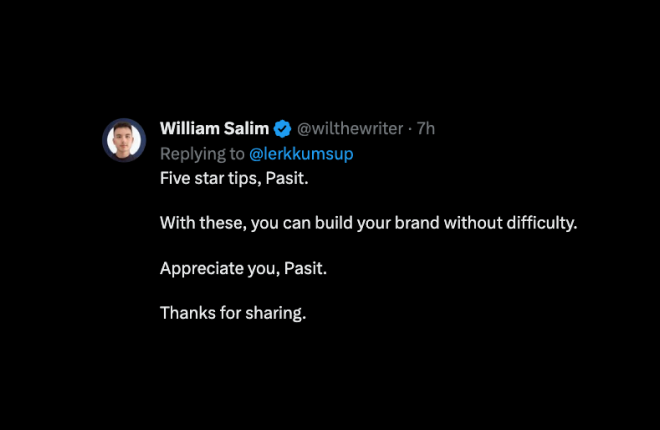 William Salim @wilthewriter · 7h
Replying to @lerkkumsup
Five star tips, Pasit.
With these, you can build your brand without difficulty.
Appreciate you, Pasit.
Thanks for sharing.